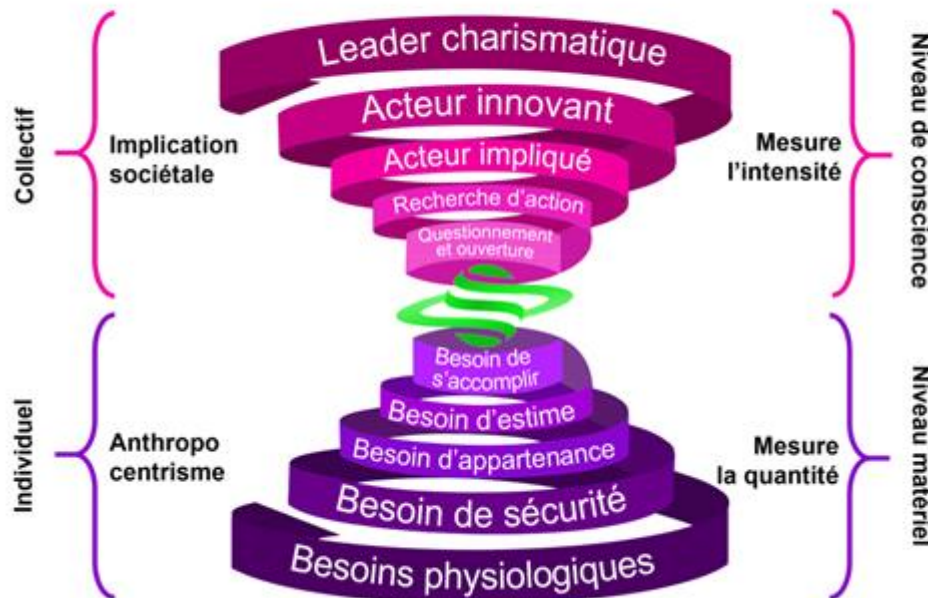 Leader charismatique
Acteur innovant
Acteur impliqué
Recherche d'action
Questionnement
et ouverture
Besoin de
s'accomplir
Besoin d'estime
Besoin d'appartenance
Besoin de sécurité
Besoins physiologiques
Collectif
Implication
sociétale
Mesure
l'intensité
Niveau de
conscience
Individuel
Anthropo
centrisme
Mesure
la quantité
Niveau matériel